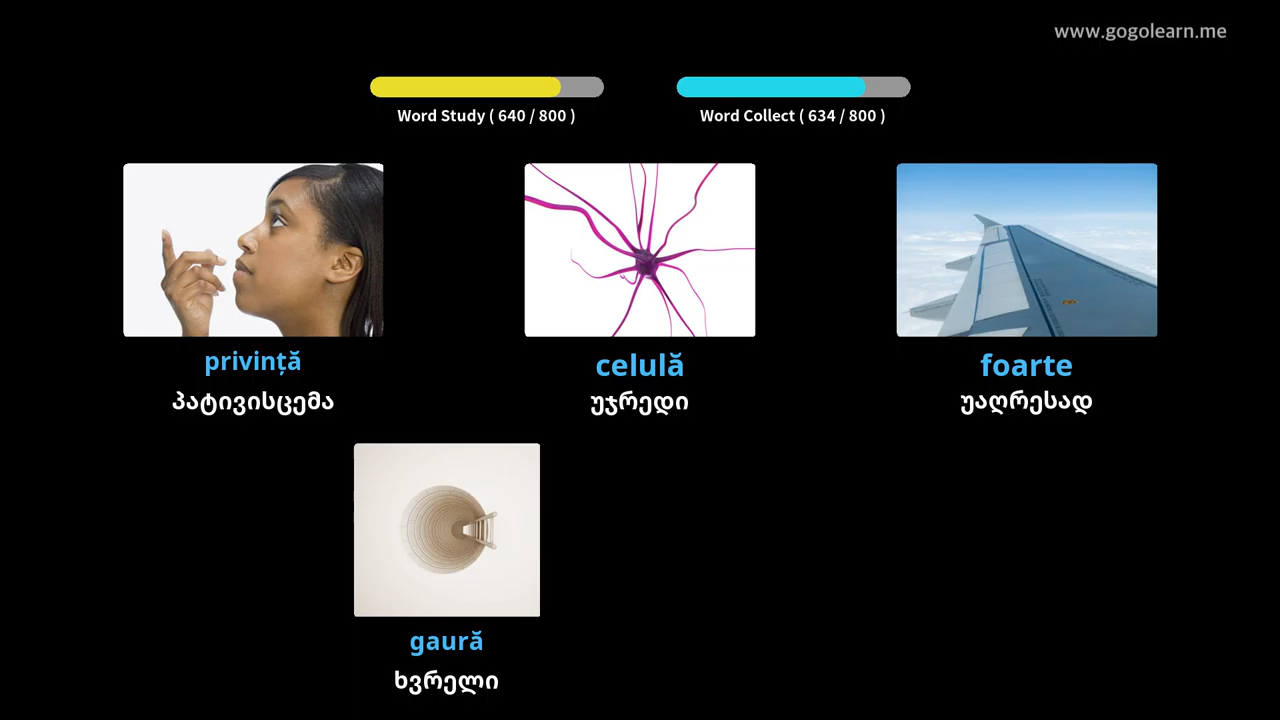 www.gogolearn.me
Word Study ( 640 / 800 )
Word Collect ( 634 / 800 )
privință
celulă
foarte
პატივისცემა
უჯრედი
უაღრესად
gaură
ხვრელი